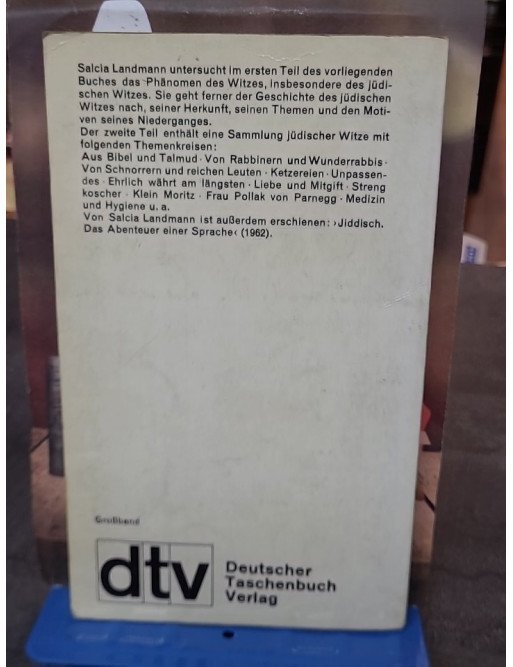 Salcia Landmann untersucht im ersten Teil des vorliegenden
Buches das Phänomen des Witzes, insbesondere des jüdi-
schen Witzes. Sie geht ferner der Geschichte des jüdischen
Witzes nach, seiner Herkunft, seinen Themen und den Moti-
ven seines Niederganges.
Der zweite Teil enthält eine Sammlung jüdischer Witze mit
folgenden Themenkreisen:
Aus Bibel und Talmud · Von Rabbinern und Wunderrabbis ·
Von Schnorrern und reichen Leuten · Ketzereien · Unpassen-
des · Ehrlich währt am längsten · Liebe und Mitgift · Streng
koscher · Klein Moritz · Frau Pollak von Parnegg · Medizin
und Hygiene u. a.
Von Salcia Landmann ist außerdem erschienen: ›Jiddisch.
Das Abenteuer einer Sprache‹ (1962).
Großband
dtv
Deutscher
Taschenbuch
Verlag